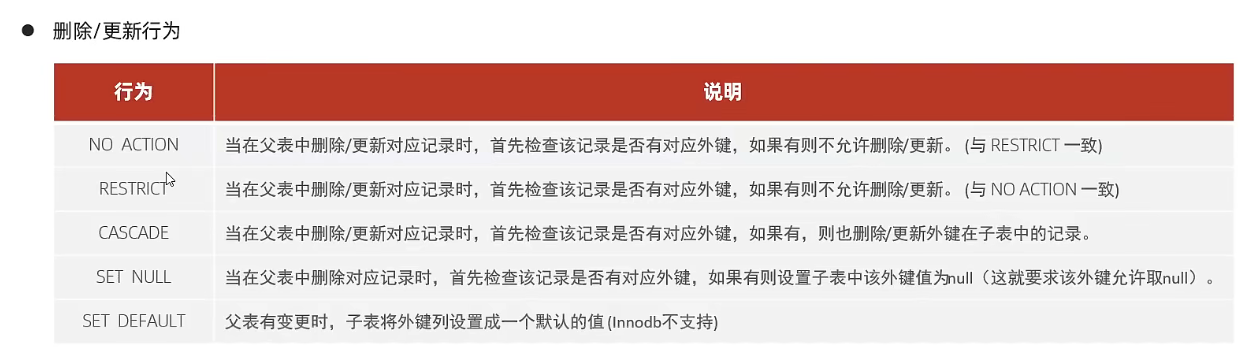 ● 删除/更新行为
行为 说明
NO ACTION 当在父表中删除/更新对应记录时，首先检查该记录是否有对应外键，如果有则不允许删除/更新。 (与 RESTRICT 一致)
RESTRICT 当在父表中删除/更新对应记录时，首先检查该记录是否有对应外键，如果有则不允许删除/更新。 (与 NO ACTION 一致)
CASCADE 当在父表中删除/更新对应记录时，首先检查该记录是否有对应外键，如果有，则也删除/更新外键在子表中的记录。
SET NULL 当在父表中删除对应记录时，首先检查该记录是否有对应外键，如果有则设置子表中该外键值为null（这就要求该外键允许取null）。
SET DEFAULT 父表有变更时，子表将外键列设置成一个默认的值 (Innodb不支持)